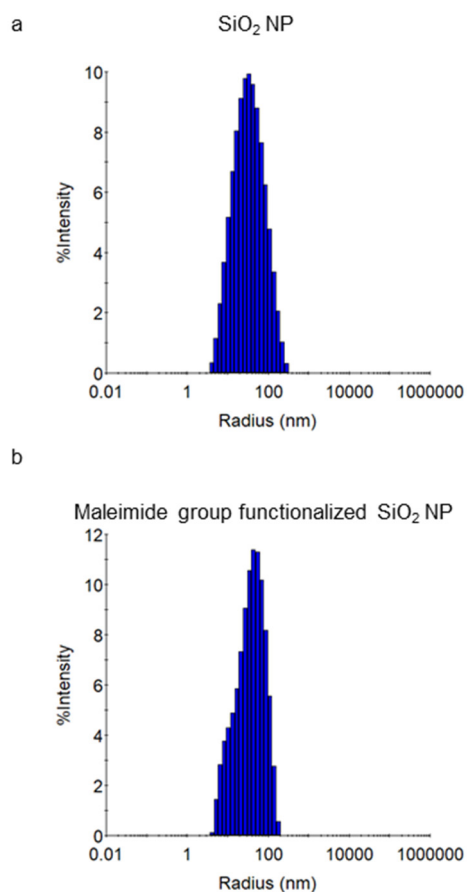 a
SiO₂ NP
10
8
6
4
2
0
%Intensity
0.01 1 100 10000 1000000
Radius (nm)
b
Maleimide group functionalized SiO₂ NP
12
10
8
6
4
2
0
%Intensity
0.01 1 100 10000 1000000
Radius (nm)